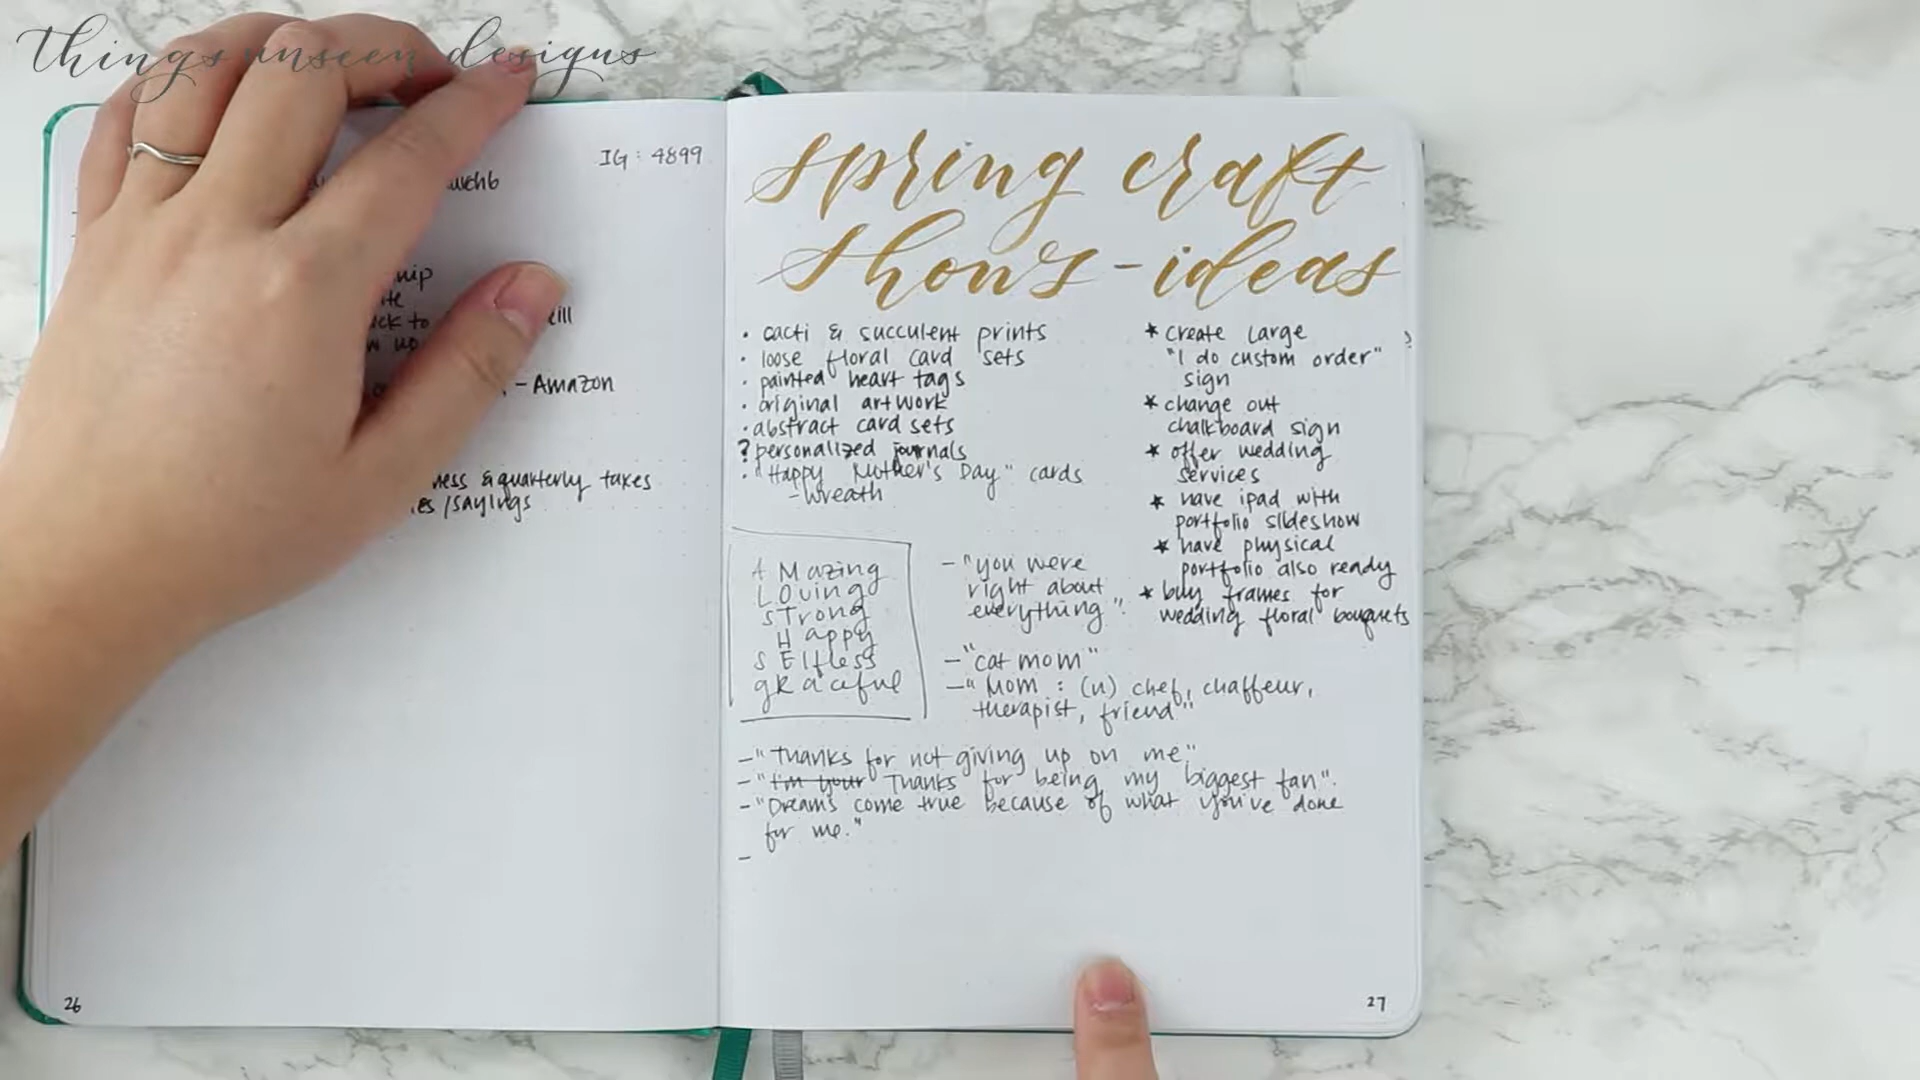 things unseen designs
IG: 4899
- Amazon
& quarterly taxes
/sayings
26
spring craft
shows - ideas
• cacti & succulent prints
• loose floral card sets
• painted heart tags
• original artwork
• abstract card sets
? personalized journals
• "Happy Mother's Day" cards
- wreath
★ create large
"I do custom order"
sign
★ change out
chalkboard sign
★ offer wedding
services
★ have ipad with
portfolio slideshow
★ have physical
portfolio also ready
★ buy frames for
wedding floral bouquets
A Mazing
LOving
STrong
Happy
sElfless
gRaceful
- "you were
right about
everything".
- "cat mom"
- "Mom : (n) chef, chaffeur,
therapist, friend"
- "Thanks for not giving up on me"
- "I'm your Thanks for being my biggest fan".
- "Dreams come true because of what you've done
for me."
-
27